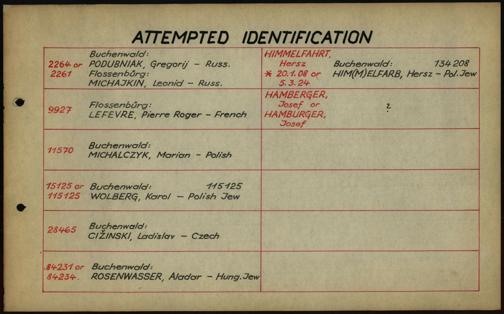 ATTEMPTED IDENTIFICATION
Buchenwald:
2264 or PODUBNIAK, Gregorij - Russ.
2261 Flossenbürg:
MICHAJKIN, Leonid - Russ.
Flossenbürg:
9927 LEFEVRE, Pierre Roger - French
Buchenwald:
11570 MICHALCZYK, Marian - Polish
15125 or Buchenwald: 115125
115125 WOLBERG, Karol - Polish Jew
Buchenwald:
28465 CIŽINSKI, Ladislav - Czech
84231 or Buchenwald:
84234. ROSENWASSER, Aladar - Hung. Jew
HIMMELFAHRT,
Hersz Buchenwald: 134208
* 20.1.08 or HIM(M)ELFARB, Hersz - Pol. Jew
5.3.24
HAMBERGER,
Josef or ?
HAMBURGER,
Josef